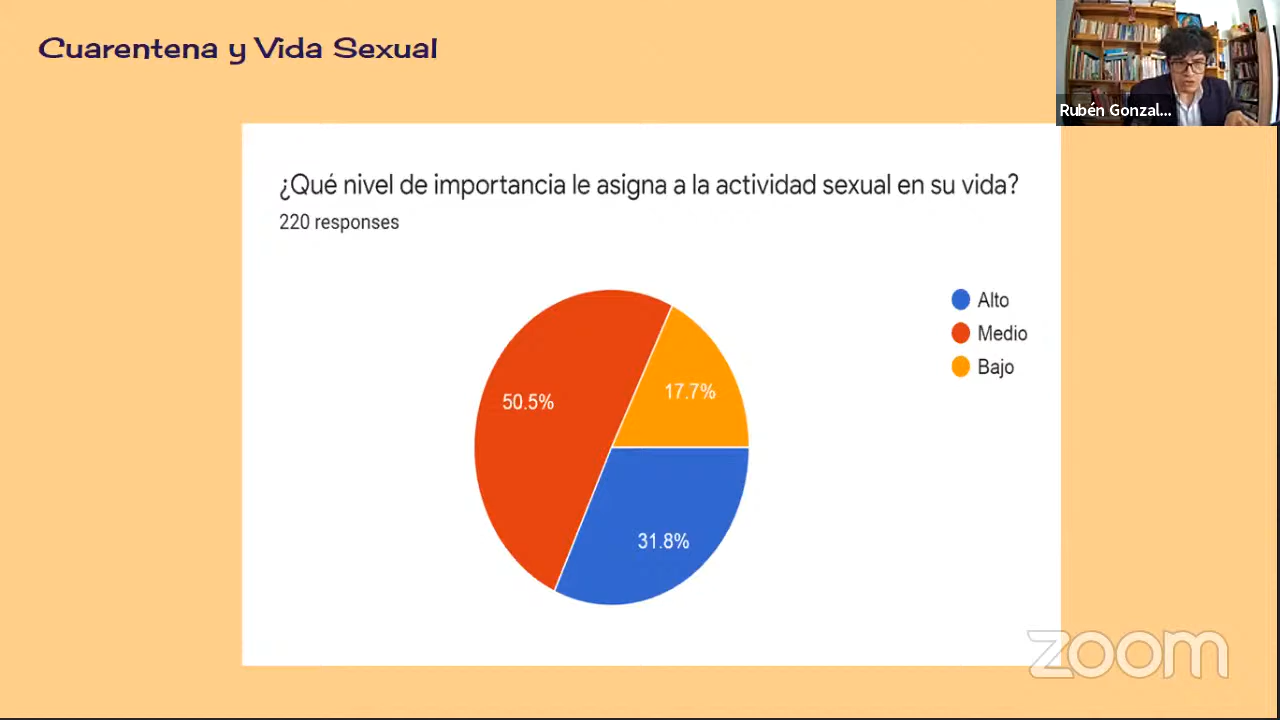 Cuarentena y Vida Sexual
Rubén Gonzal...
¿Qué nivel de importancia le asigna a la actividad sexual en su vida?
220 responses
Alto
Medio
Bajo
50.5%
17.7%
31.8%
zoom